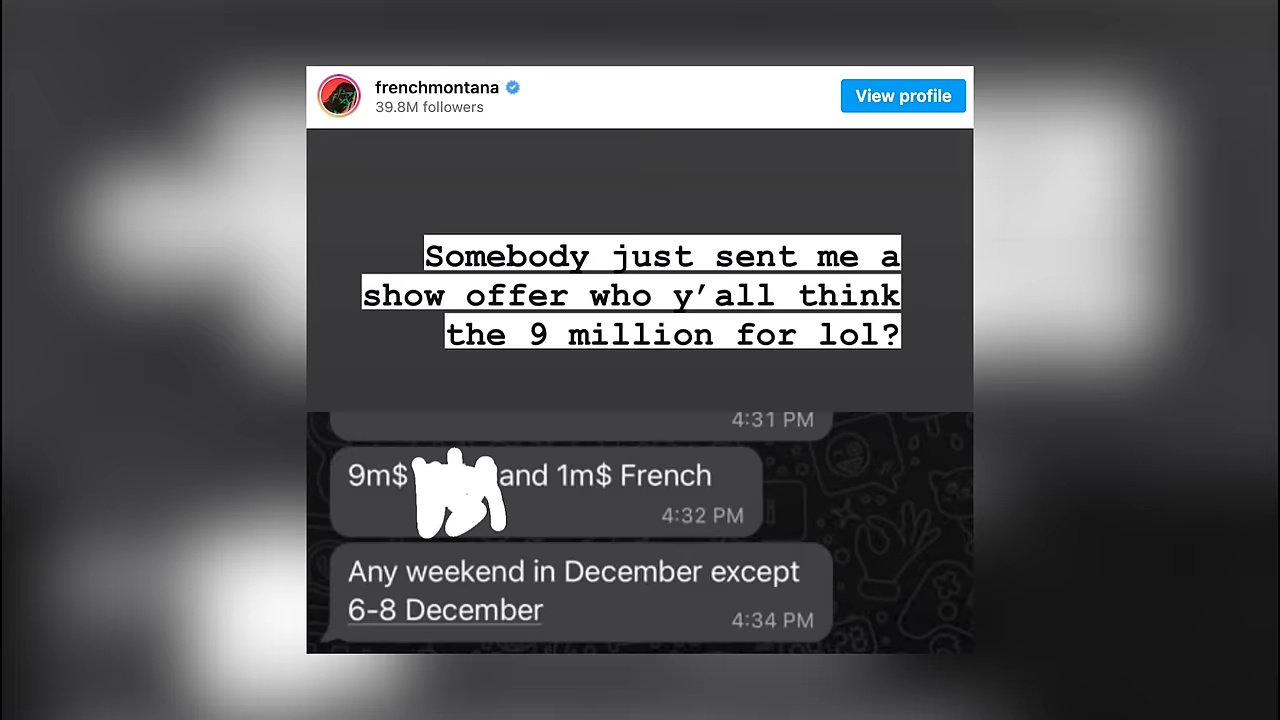 frenchmontana
39.8M followers
View profile
Somebody just sent me a
show offer who y’all think
the 9 million for lol?
4:31 PM
9m$ and 1m$ French
4:32 PM
Any weekend in December except
6-8 December
4:34 PM